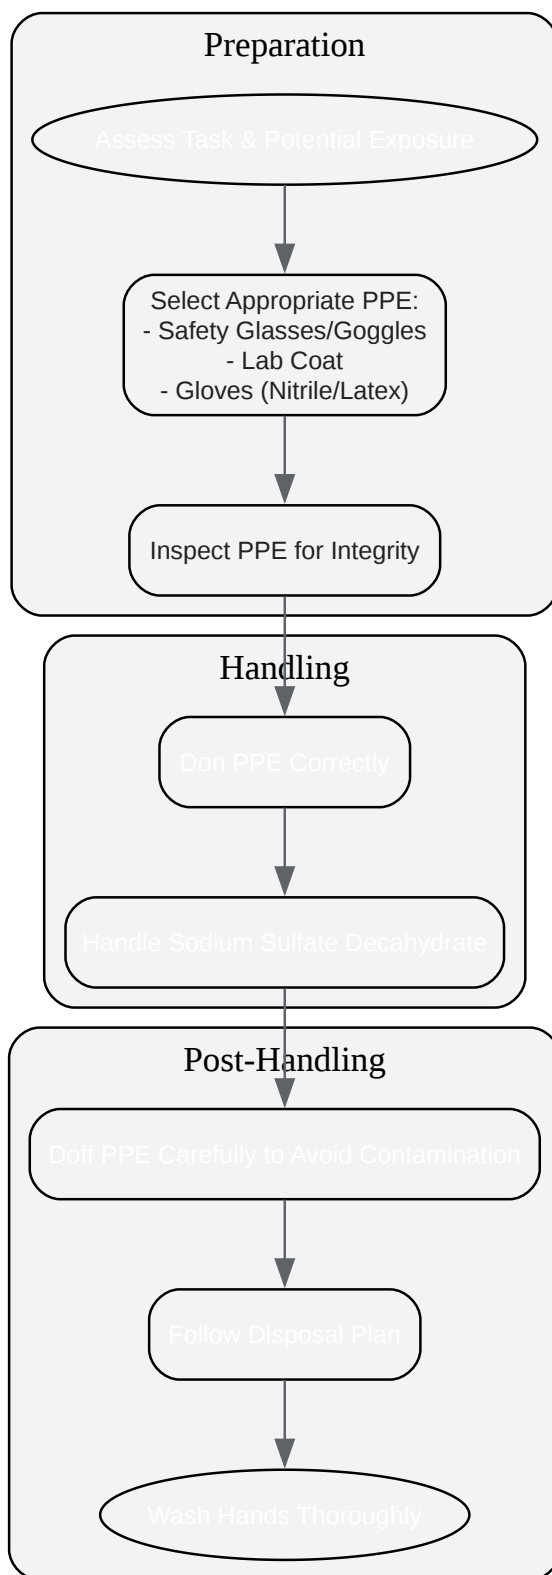 Preparation
Assess Task & Potential Exposure
Select Appropriate PPE:
- Safety Glasses/Goggles
- Lab Coat
- Gloves (Nitrile/Latex)
Inspect PPE for Integrity
Handling
Don PPE Correctly
Handle Sodium Sulfate Decahydrate
Post-Handling
Doff PPE Carefully to Avoid Contamination
Follow Disposal Plan
Wash Hands Thoroughly